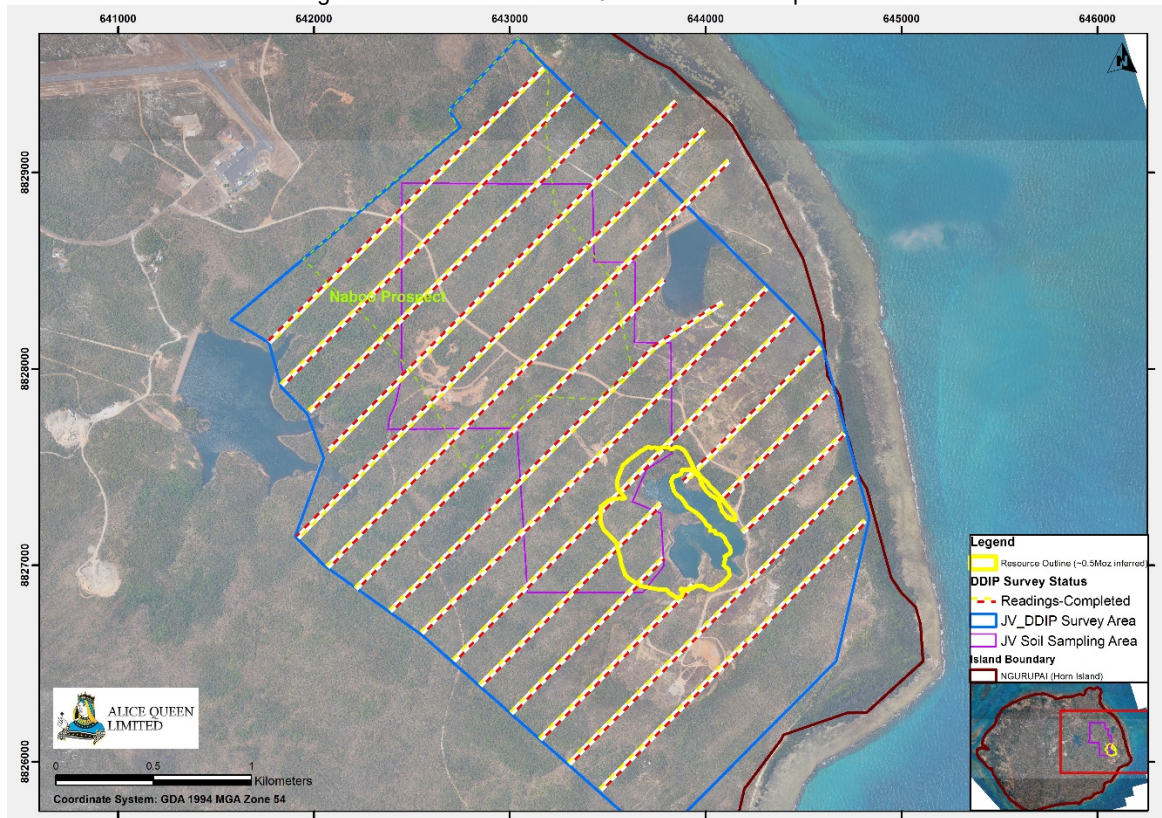 641000 642000 643000 644000 645000 646000
N
8829000
8828000
8827000
8826000
Naboo Prospect
Legend
Resource Outline (~0.5Moz inferred)
DDIP Survey Status
Readings-Completed
JV_DDIP Survey Area
JV Soil Sampling Area
Island Boundary
NGURUPAI (Horn Island)
ALICE QUEEN
LIMITED
0 0.5 1
Kilometers
Coordinate System: GDA 1994 MGA Zone 54